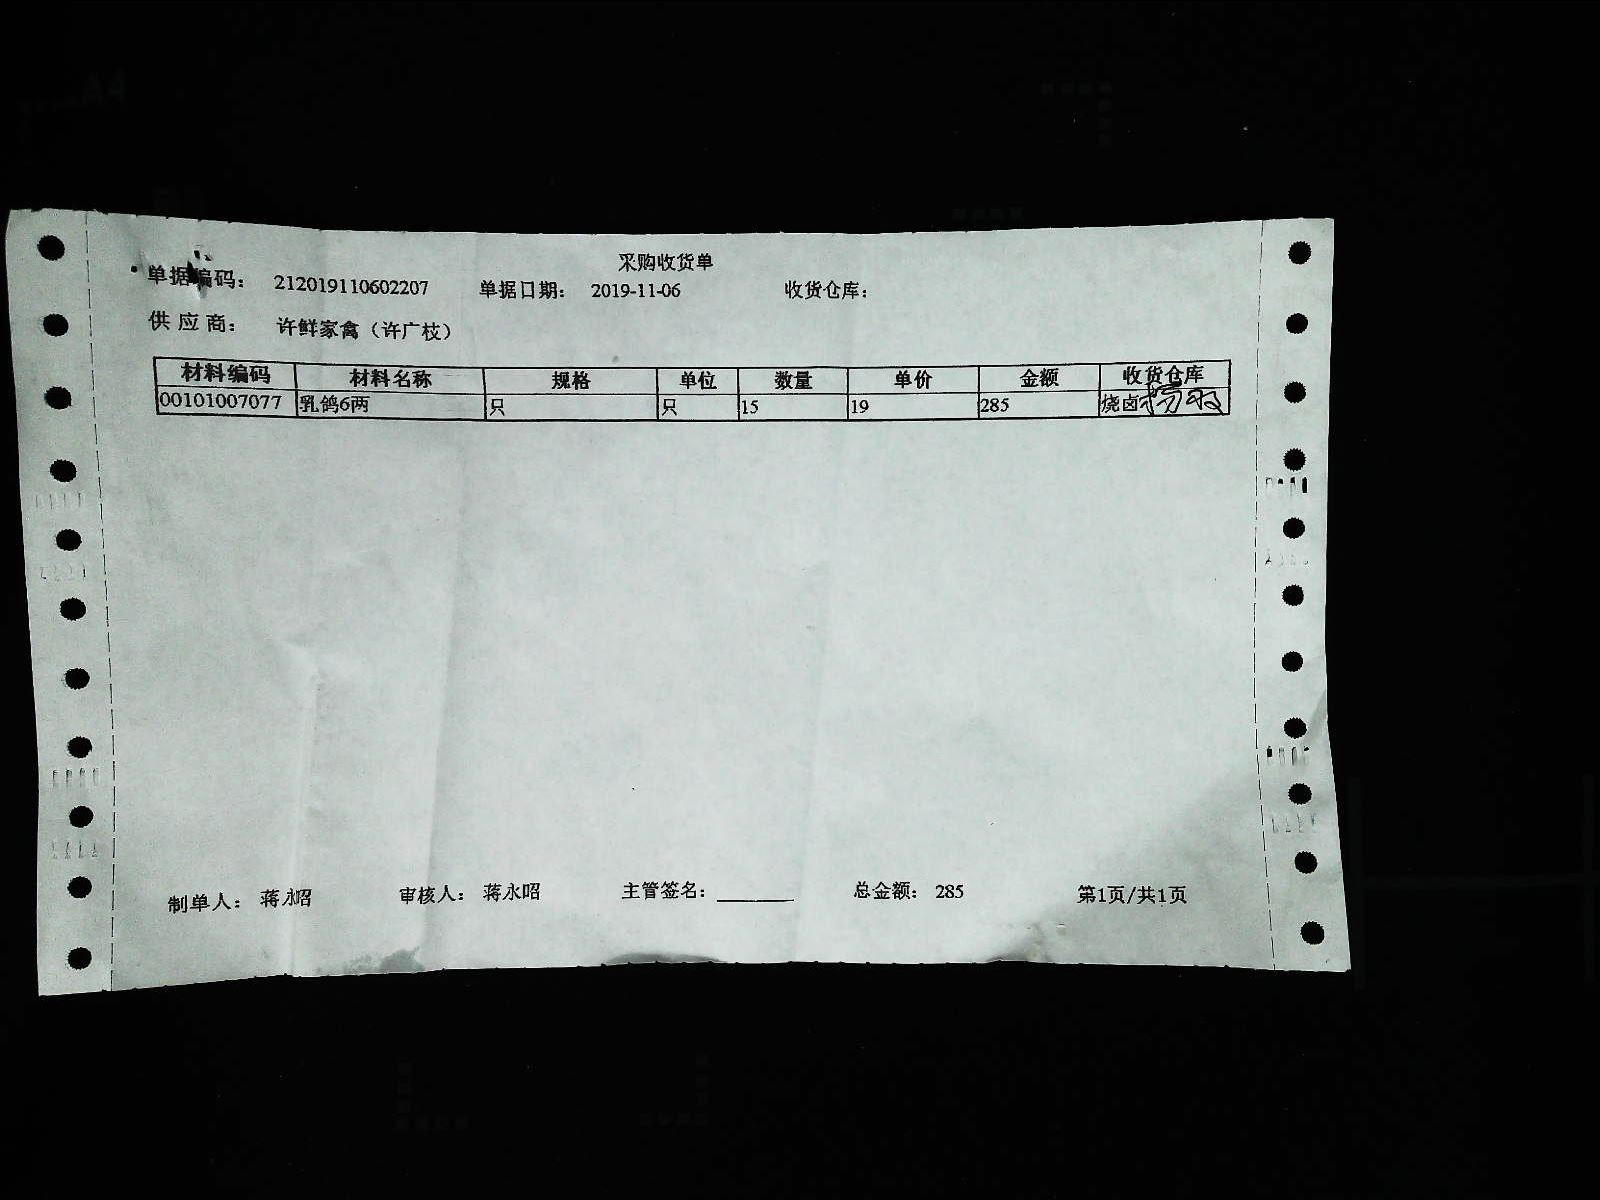 采购收货单
单据编码： 212019110602207 单据日期： 2019-11-06 收货仓库：
供应商： 许鲜家禽（许广枝）
材料编码 材料名称 规格 单位 数量 单价 金额 收货仓库
00101007077 乳鸽6两 只 只 15 19 285 烧卤
制单人： 蒋永昭 审核人： 蒋永昭 主管签名： 总金额： 285 第1页/共1页